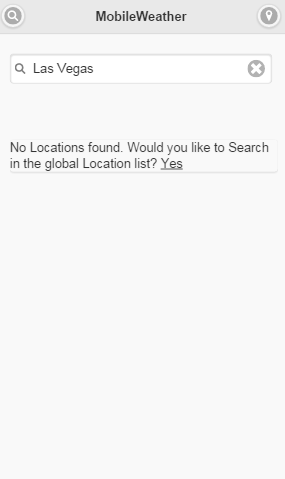 MobileWeather
Las Vegas
No Locations found. Would you like to Search
in the global Location list? Yes